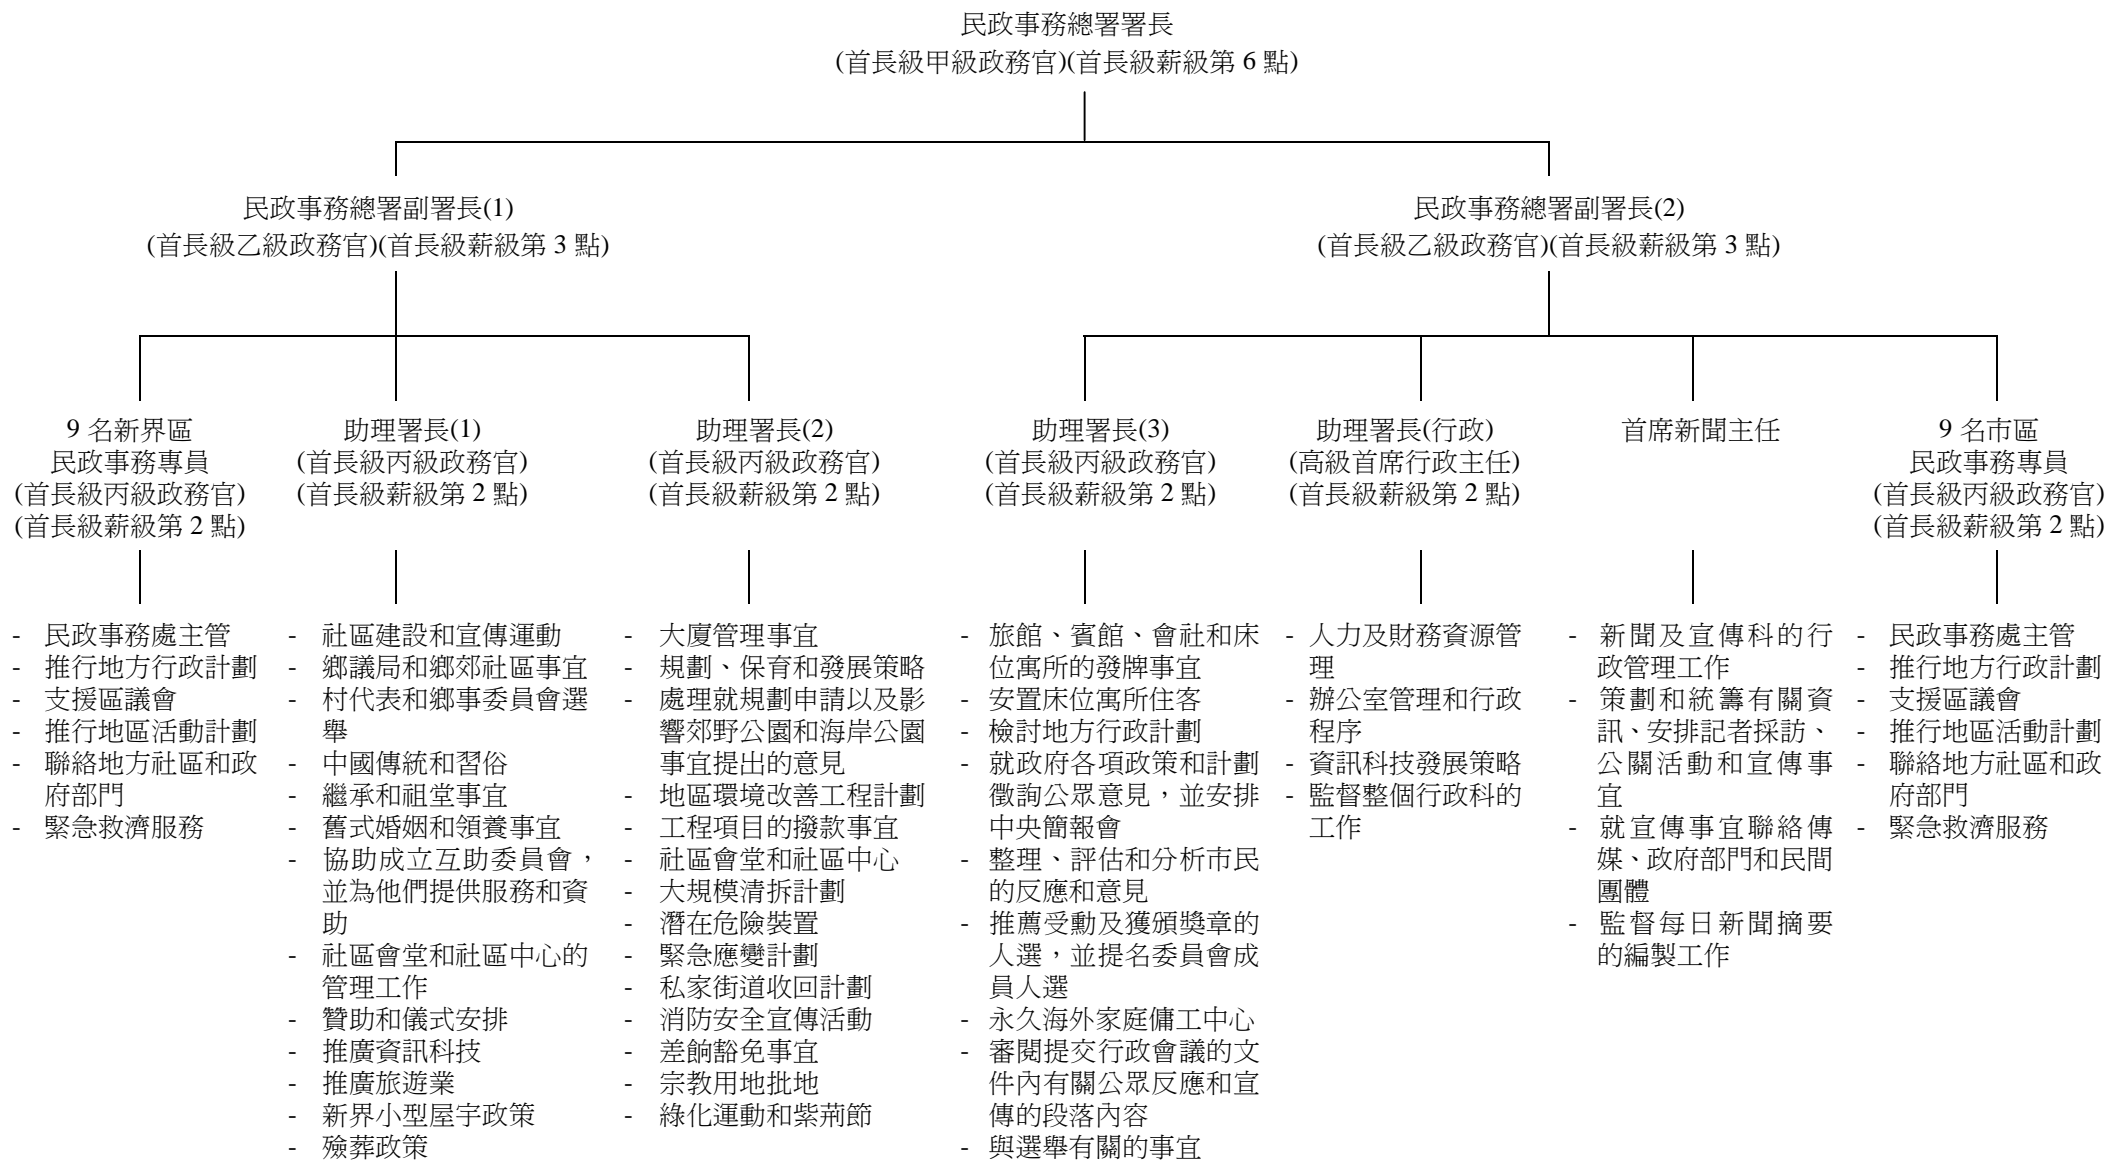 民政事務總署署長
(首長級甲級政務官)(首長級薪級第 6 點)
民政事務總署副署長(1)
(首長級乙級政務官)(首長級薪級第 3 點)
民政事務總署副署長(2)
(首長級乙級政務官)(首長級薪級第 3 點)
9 名新界區
民政事務專員
(首長級丙級政務官)
(首長級薪級第 2 點)
助理署長(1)
(首長級丙級政務官)
(首長級薪級第 2 點)
助理署長(2)
(首長級丙級政務官)
(首長級薪級第 2 點)
助理署長(3)
(首長級丙級政務官)
(首長級薪級第 2 點)
助理署長(行政)
(高級首席行政主任)
(首長級薪級第 2 點)
首席新聞主任
9 名市區
民政事務專員
(首長級丙級政務官)
(首長級薪級第 2 點)
- 民政事務處主管
- 推行地方行政計劃
- 支援區議會
- 推行地區活動計劃
- 聯絡地方社區和政
府部門
- 緊急救濟服務
- 社區建設和宣傳運動
- 鄉議局和鄉郊社區事宜
- 村代表和鄉事委員會選
舉
- 中國傳統和習俗
- 繼承和祖堂事宜
- 舊式婚姻和領養事宜
- 協助成立互助委員會，
並為他們提供服務和資
助
- 社區會堂和社區中心的
管理工作
- 贊助和儀式安排
- 推廣資訊科技
- 推廣旅遊業
- 新界小型屋宇政策
- 殮葬政策
- 大廈管理事宜
- 規劃、保育和發展策略
- 處理就規劃申請以及影
響郊野公園和海岸公園
事宜提出的意見
- 地區環境改善工程計劃
- 工程項目的撥款事宜
- 社區會堂和社區中心
- 大規模清拆計劃
- 潛在危險裝置
- 緊急應變計劃
- 私家街道收回計劃
- 消防安全宣傳活動
- 差餉豁免事宜
- 宗教用地批地
- 綠化運動和紫荊節
- 旅館、賓館、會社和床
位寓所的發牌事宜
- 安置床位寓所住客
- 檢討地方行政計劃
- 就政府各項政策和計劃
徵詢公眾意見，並安排
中央簡報會
- 整理、評估和分析市民
的反應和意見
- 推薦受勳及獲頒獎章的
人選，並提名委員會成
員人選
- 永久海外家庭傭工中心
- 審閱提交行政會議的文
件內有關公眾反應和宣
傳的段落內容
- 與選舉有關的事宜
- 人力及財務資源管
理
- 辦公室管理和行政
程序
- 資訊科技發展策略
- 監督整個行政科的
工作
- 新聞及宣傳科的行
政管理工作
- 策劃和統籌有關資
訊、安排記者採訪、
公關活動和宣傳事
宜
- 就宣傳事宜聯絡傳
媒、政府部門和民間
團體
- 監督每日新聞摘要
的編製工作
- 民政事務處主管
- 推行地方行政計劃
- 支援區議會
- 推行地區活動計劃
- 聯絡地方社區和政
府部門
- 緊急救濟服務